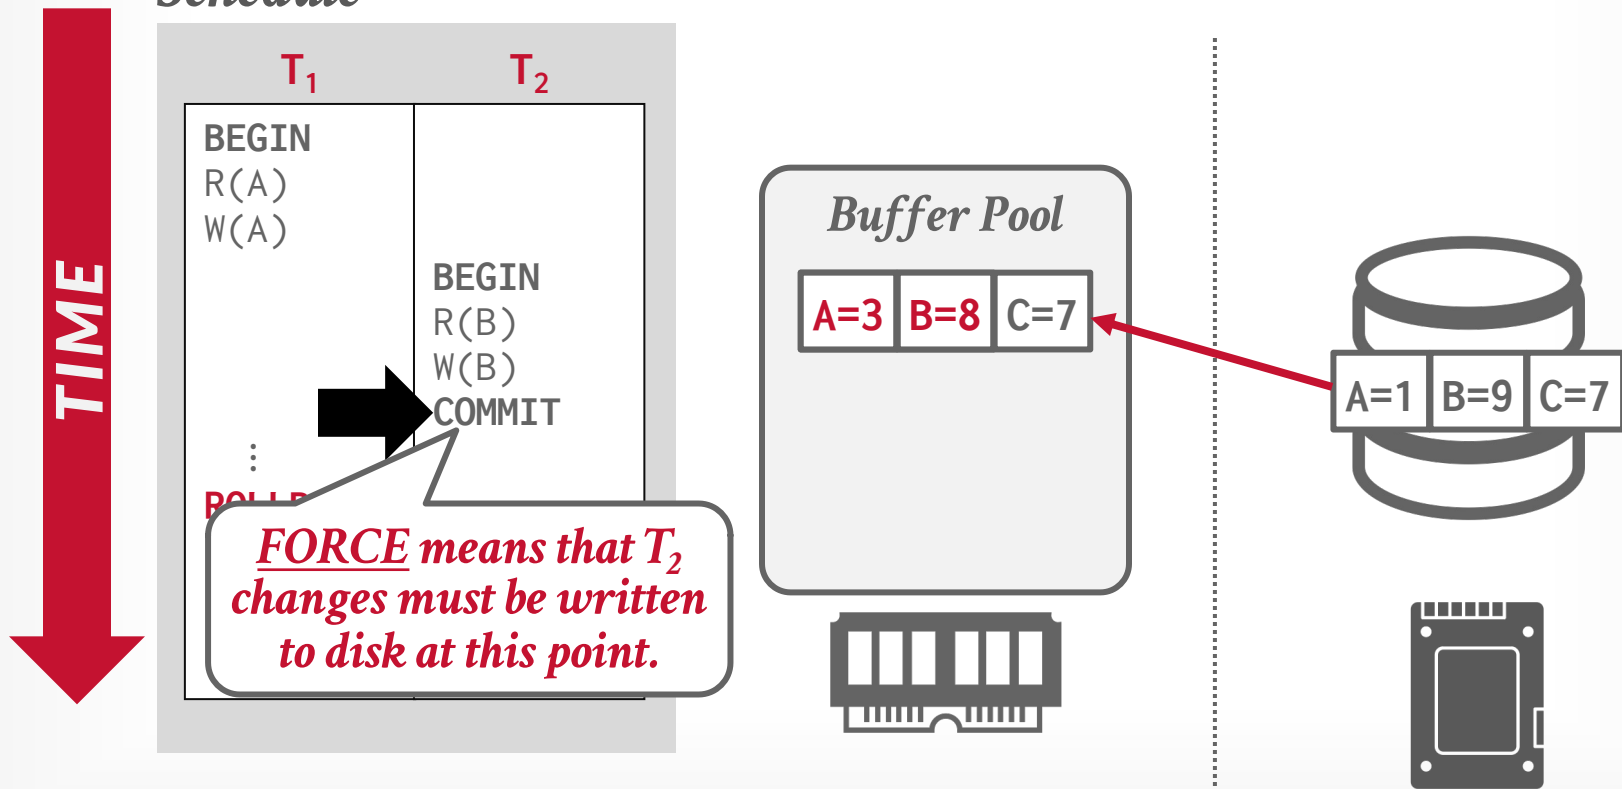 Schedule
TIME
T₁ T₂
BEGIN
R(A)
W(A)
BEGIN
R(B)
W(B)
COMMIT
⋮
FORCE means that T₂
changes must be written
to disk at this point.
Buffer Pool
A=3 B=8 C=7
A=1 B=9 C=7